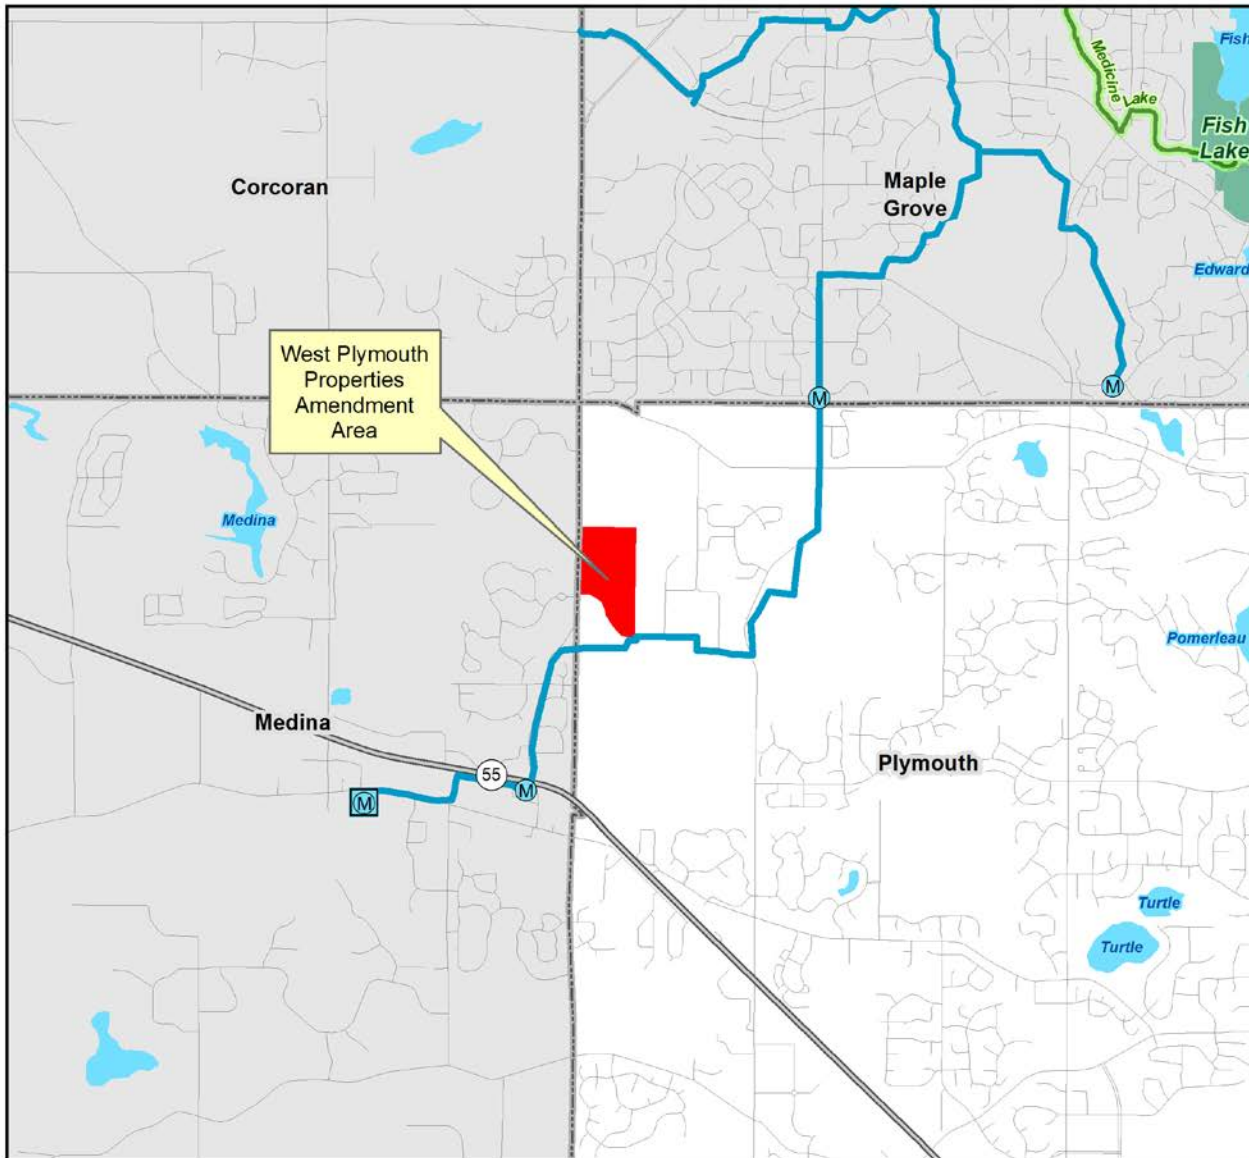 Fish
Medicine
Lake
Fish
Lake
Corcoran
Maple
Grove
Edward
West Plymouth
Properties
Amendment
Area
M
M
Medina
Pomerleau
Medina
Plymouth
55
M
M
Turtle
Turtle